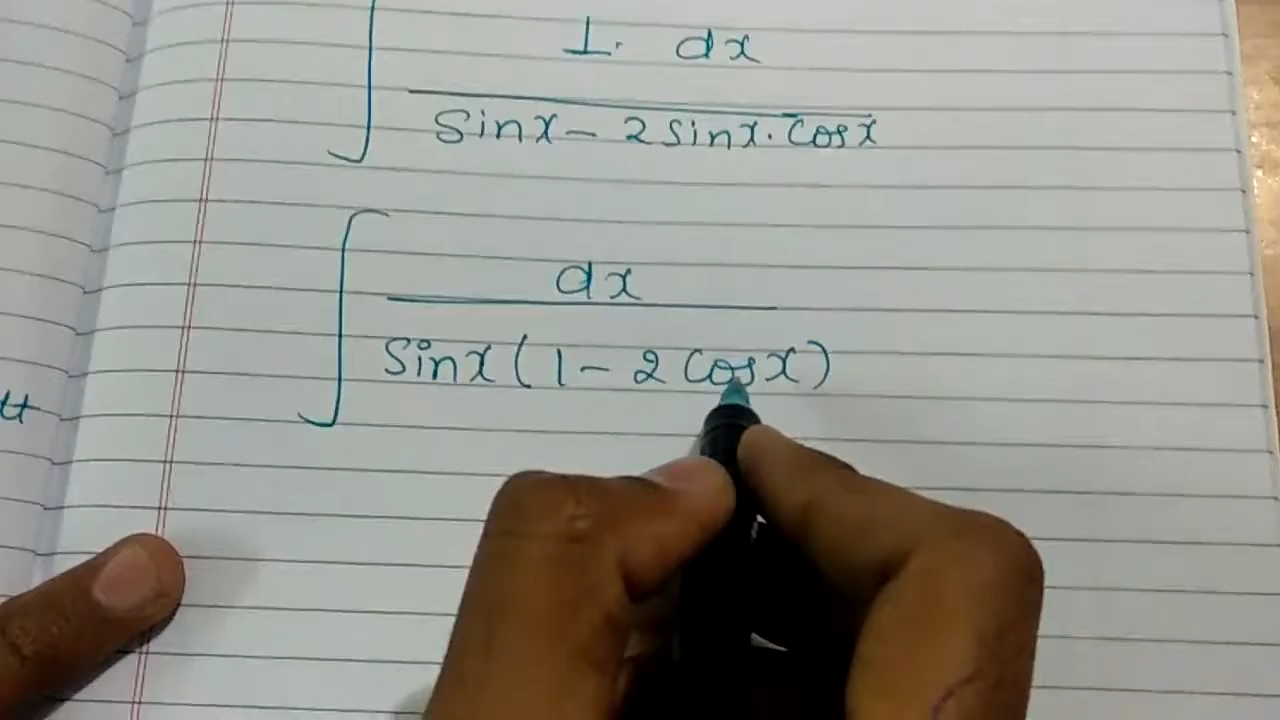 ∫ 1. dx
Sinx - 2 sinx. cosx
∫ dx
Sinx ( 1 - 2 cosx )